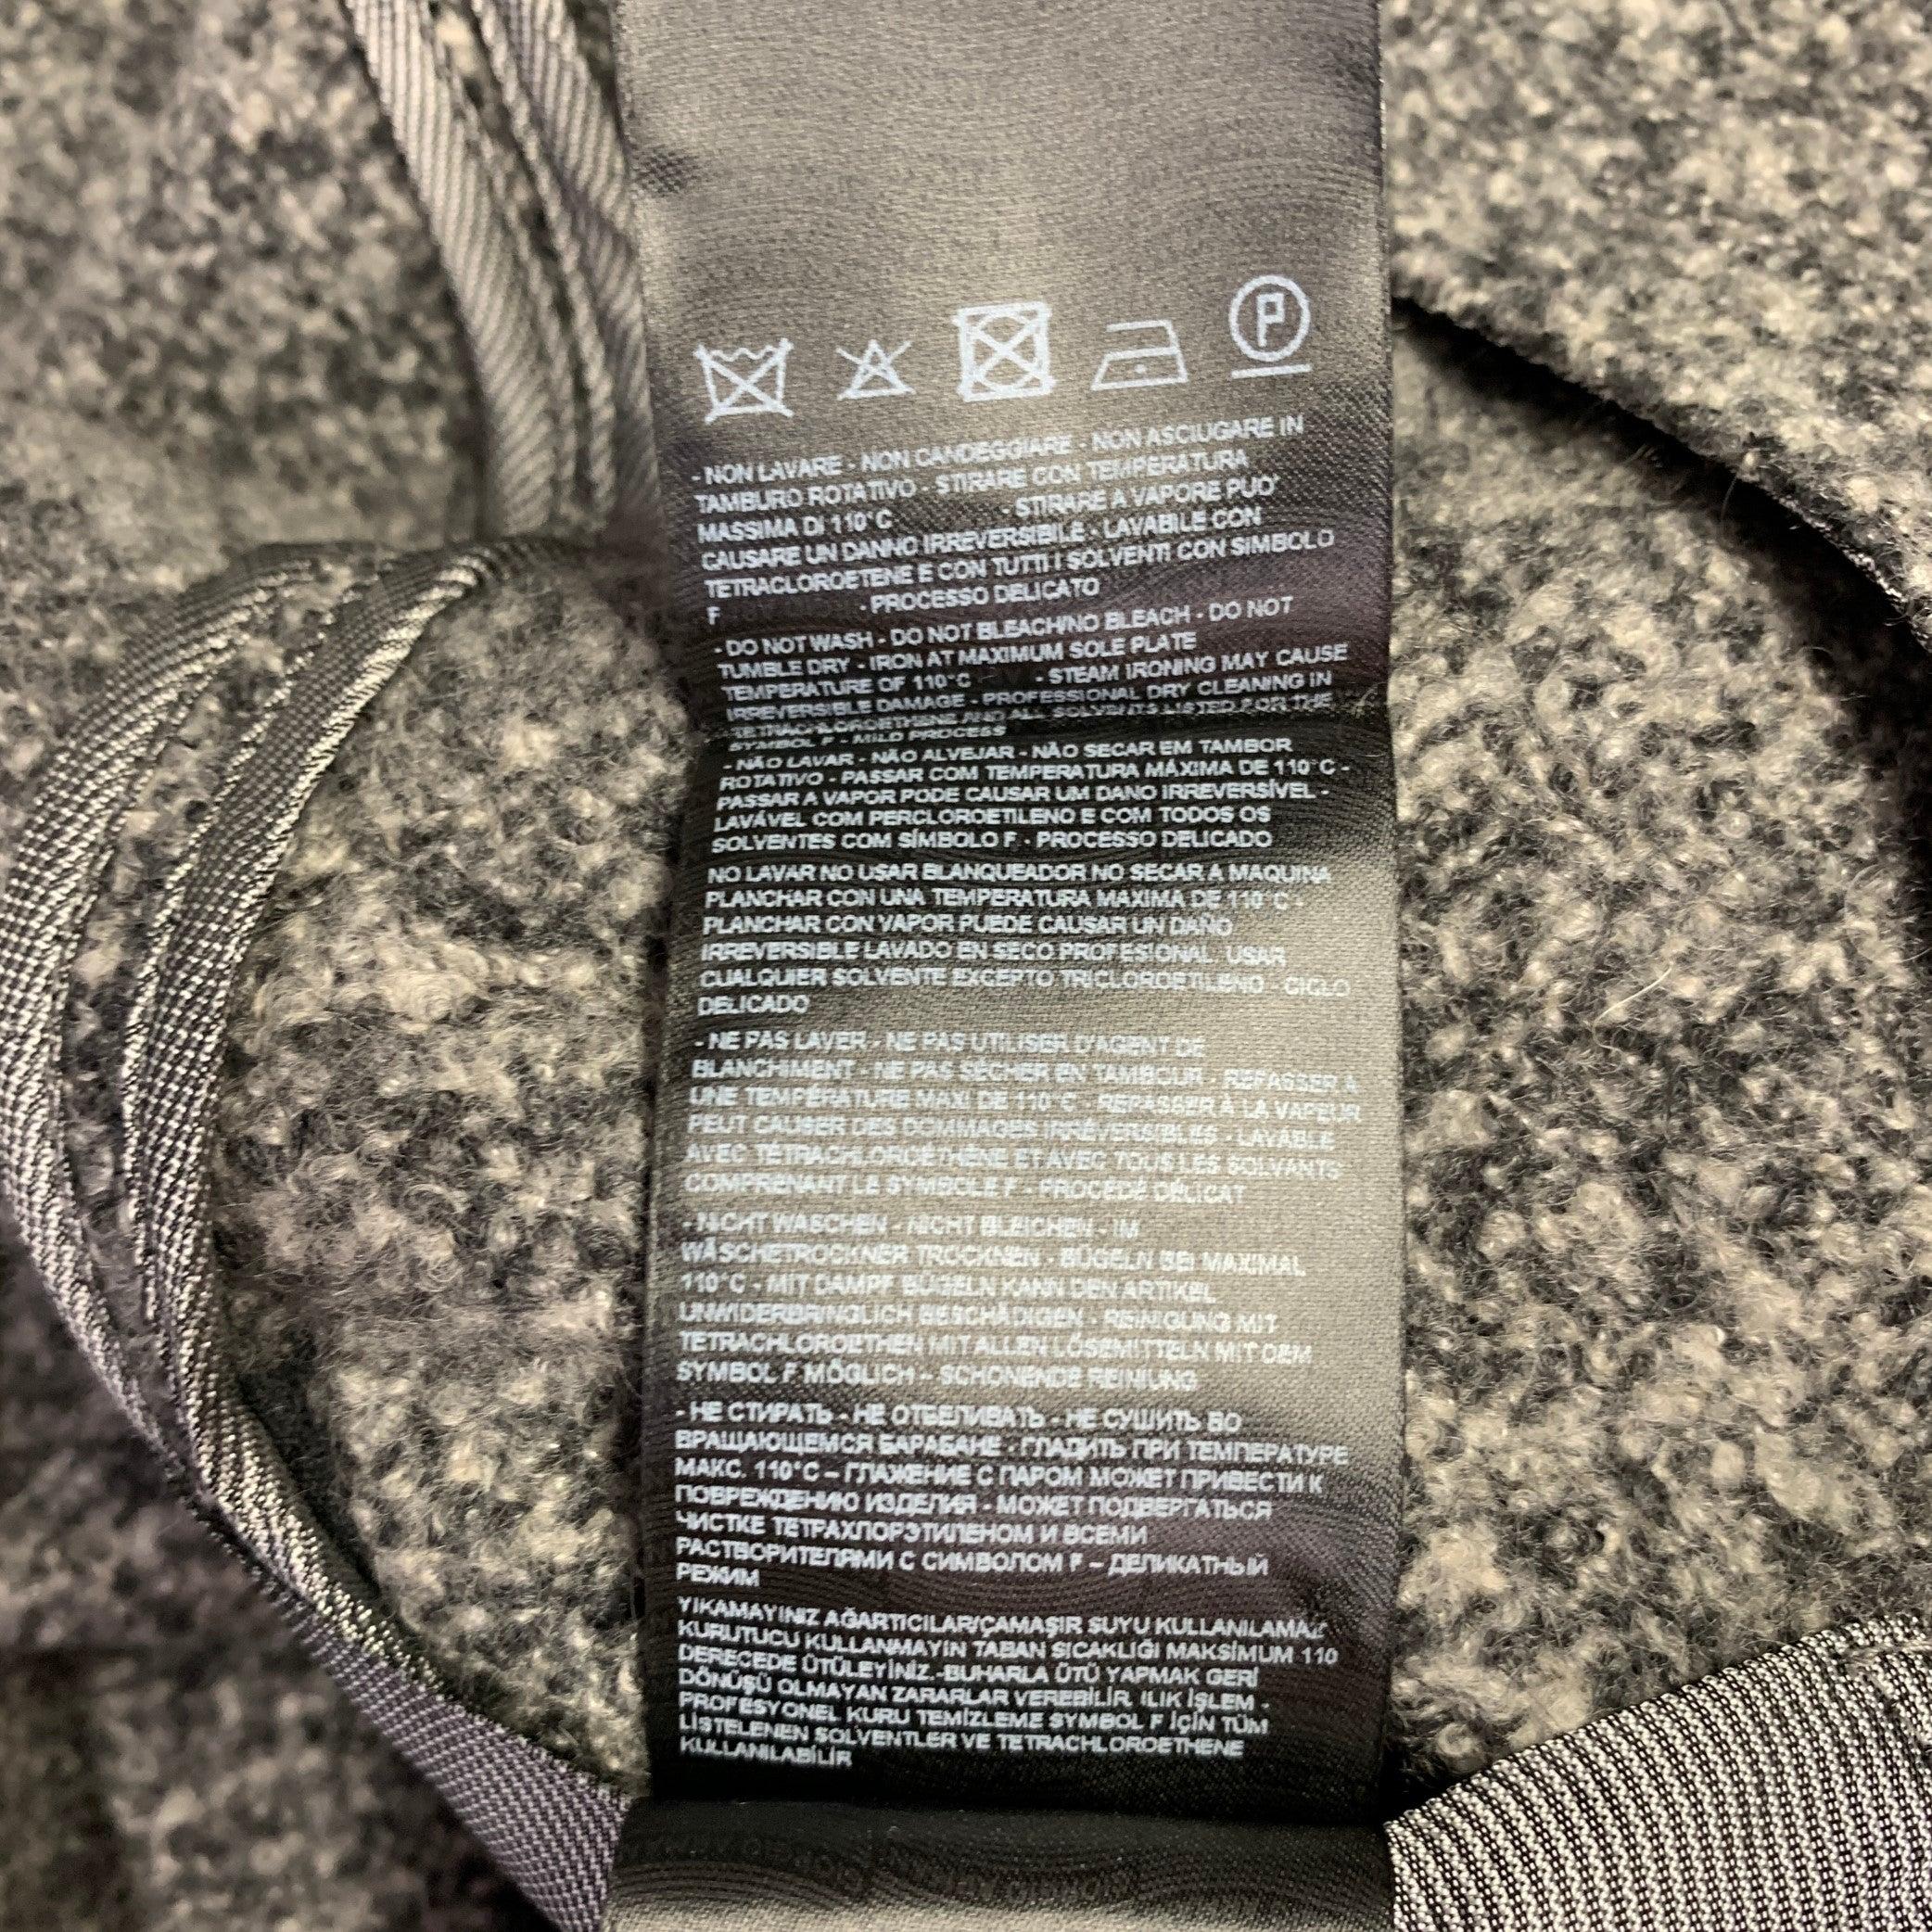 P
- NON LAVARE - NON CANDEGGIARE - NON ASCIUGARE IN
TAMBURO ROTATIVO - STIRARE CON TEMPERATURA
MASSIMA DI 110°C - STIRARE A VAPORE PUO'
CAUSARE UN DANNO IRREVERSIBILE - LAVABILE CON
TETRACLOROETENE E CON TUTTI I SOLVENTI CON SIMBOLO
F - PROCESSO DELICATO
- DO NOT WASH - DO NOT BLEACH/NO BLEACH - DO NOT
TUMBLE DRY - IRON AT MAXIMUM SOLE PLATE
TEMPERATURE OF 110°C - STEAM IRONING MAY CAUSE
IRREVERSIBLE DAMAGE - PROFESSIONAL DRY CLEANING IN
TETRACHLOROETHENE AND ALL SOLVENTS LISTED FOR THE
SYMBOL F - MILD PROCESS
- NÃO LAVAR - NÃO ALVEJAR - NÃO SECAR EM TAMBOR
ROTATIVO - PASSAR COM TEMPERATURA MÁXIMA DE 110°C -
PASSAR A VAPOR PODE CAUSAR UM DANO IRREVERSÍVEL -
LAVÁVEL COM PERCLOROETILENO E COM TODOS OS
SOLVENTES COM SÍMBOLO F - PROCESSO DELICADO
NO LAVAR NO USAR BLANQUEADOR NO SECAR A MAQUINA
PLANCHAR CON UNA TEMPERATURA MAXIMA DE 110°C -
PLANCHAR CON VAPOR PUEDE CAUSAR UN DAÑO
IRREVERSIBLE LAVADO EN SECO PROFESIONAL. USAR
CUALQUIER SOLVENTE EXCEPTO TRICLOROETILENO - CICLO
DELICADO
- NE PAS LAVER - NE PAS UTILISER D'AGENT DE
BLANCHIMENT - NE PAS SÉCHER EN TAMBOUR - REPASSER À
UNE TEMPÉRATURE MAXI DE 110°C - REPASSER À LA VAPEUR
PEUT CAUSER DES DOMMAGES IRRÉVERSIBLES - LAVABLE
AVEC TÉTRACHLOROÉTHÈNE ET AVEC TOUS LES SOLVANTS
COMPRENANT LE SYMBOLE F - PROCÉDÉ DÉLICAT
- NICHT WASCHEN - NICHT BLEICHEN - IM
WÄSCHETROCKNER TROCKNEN - BÜGELN BEI MAXIMAL
110°C - MIT DAMPF BÜGELN KANN DEN ARTIKEL
UNWIDERBRINGLICH BESCHÄDIGEN - REINIGUNG MIT
TETRACHLOROETHEN MIT ALLEN LÖSEMITTELN MIT DEM
SYMBOL F MÖGLICH – SCHONENDE REINIUNG
- НЕ СТИРАТЬ - НЕ ОТБЕЛИВАТЬ - НЕ СУШИТЬ ВО
ВРАЩАЮЩЕМСЯ БАРАБАНЕ - ГЛАДИТЬ ПРИ ТЕМПЕРАТУРЕ
МАКС. 110°C – ГЛАЖЕНИЕ С ПАРОМ МОЖЕТ ПРИВЕСТИ К
ПОВРЕЖДЕНИЮ ИЗДЕЛИЯ - МОЖЕТ ПОДВЕРГАТЬСЯ
ЧИСТКЕ ТЕТРАХЛОРЭТИЛЕНОМ И ВСЕМИ
РАСТВОРИТЕЛЯМИ С СИМВОЛОМ F – ДЕЛИКАТНЫЙ
РЕЖИМ
YIKAMAYINIZ AĞARTICILAR/ÇAMAŞIR SUYU KULLANILAMAZ
KURUTUCU KULLANMAYIN TABAN SICAKLIĞI MAKSİMUM 110
DERECEDE ÜTÜLEYİNİZ.-BUHARLA ÜTÜ YAPMAK GERİ
DÖNÜŞÜ OLMAYAN ZARARLAR VEREBİLİR. ILIK İŞLEM -
PROFESYONEL KURU TEMİZLEME SYMBOL F İÇİN TÜM
LİSTELENEN SOLVENTLER VE TETRACHLOROETHENE
KULLANILABİLİR